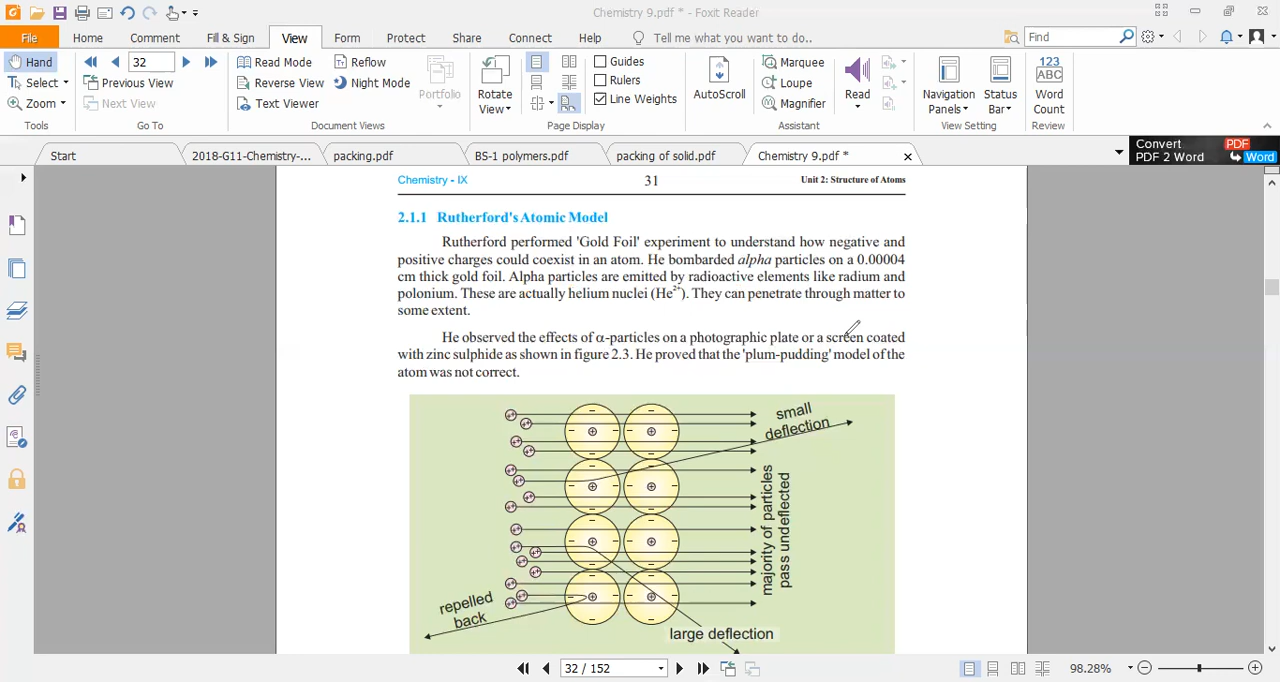 Chemistry 9.pdf * - Foxit Reader
File Home Comment Fill & Sign View Form Protect Share Connect Help Tell me what you want to do.. Find
Hand 32 Read Mode Reflow Guides Marquee
Select Previous View Reverse View Night Mode Rulers Loupe
Zoom Next View Text Viewer Portfolio Rotate View Line Weights AutoScroll Magnifier Read Navigation Panels Status Bar 123 ABC Word Count
Tools Go To Document Views Page Display Assistant View Setting Review
Start 2018-G11-Chemistry-... packing.pdf BS-1 polymers.pdf packing of solid.pdf Chemistry 9.pdf * Convert PDF
PDF 2 Word Word
Chemistry - IX 31 Unit 2: Structure of Atoms
2.1.1 Rutherford's Atomic Model
Rutherford performed 'Gold Foil' experiment to understand how negative and
positive charges could coexist in an atom. He bombarded alpha particles on a 0.00004
cm thick gold foil. Alpha particles are emitted by radioactive elements like radium and
polonium. These are actually helium nuclei (He²⁺). They can penetrate through matter to
some extent.
He observed the effects of α-particles on a photographic plate or a screen coated
with zinc sulphide as shown in figure 2.3. He proved that the 'plum-pudding' model of the
atom was not correct.
small
deflection
majority of particles
pass undeflected
repelled
back
large deflection
32 / 152 98.28%